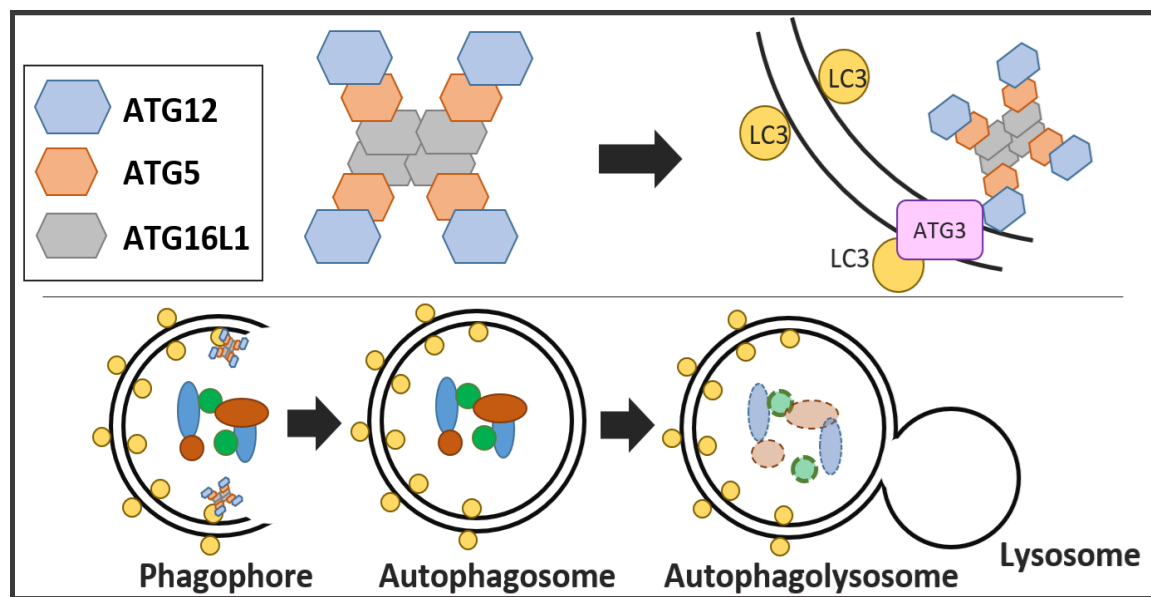 ATG12
ATG5
ATG16L1
LC3
LC3
ATG3
LC3
Phagophore
Autophagosome
Autophagolysosome
Lysosome